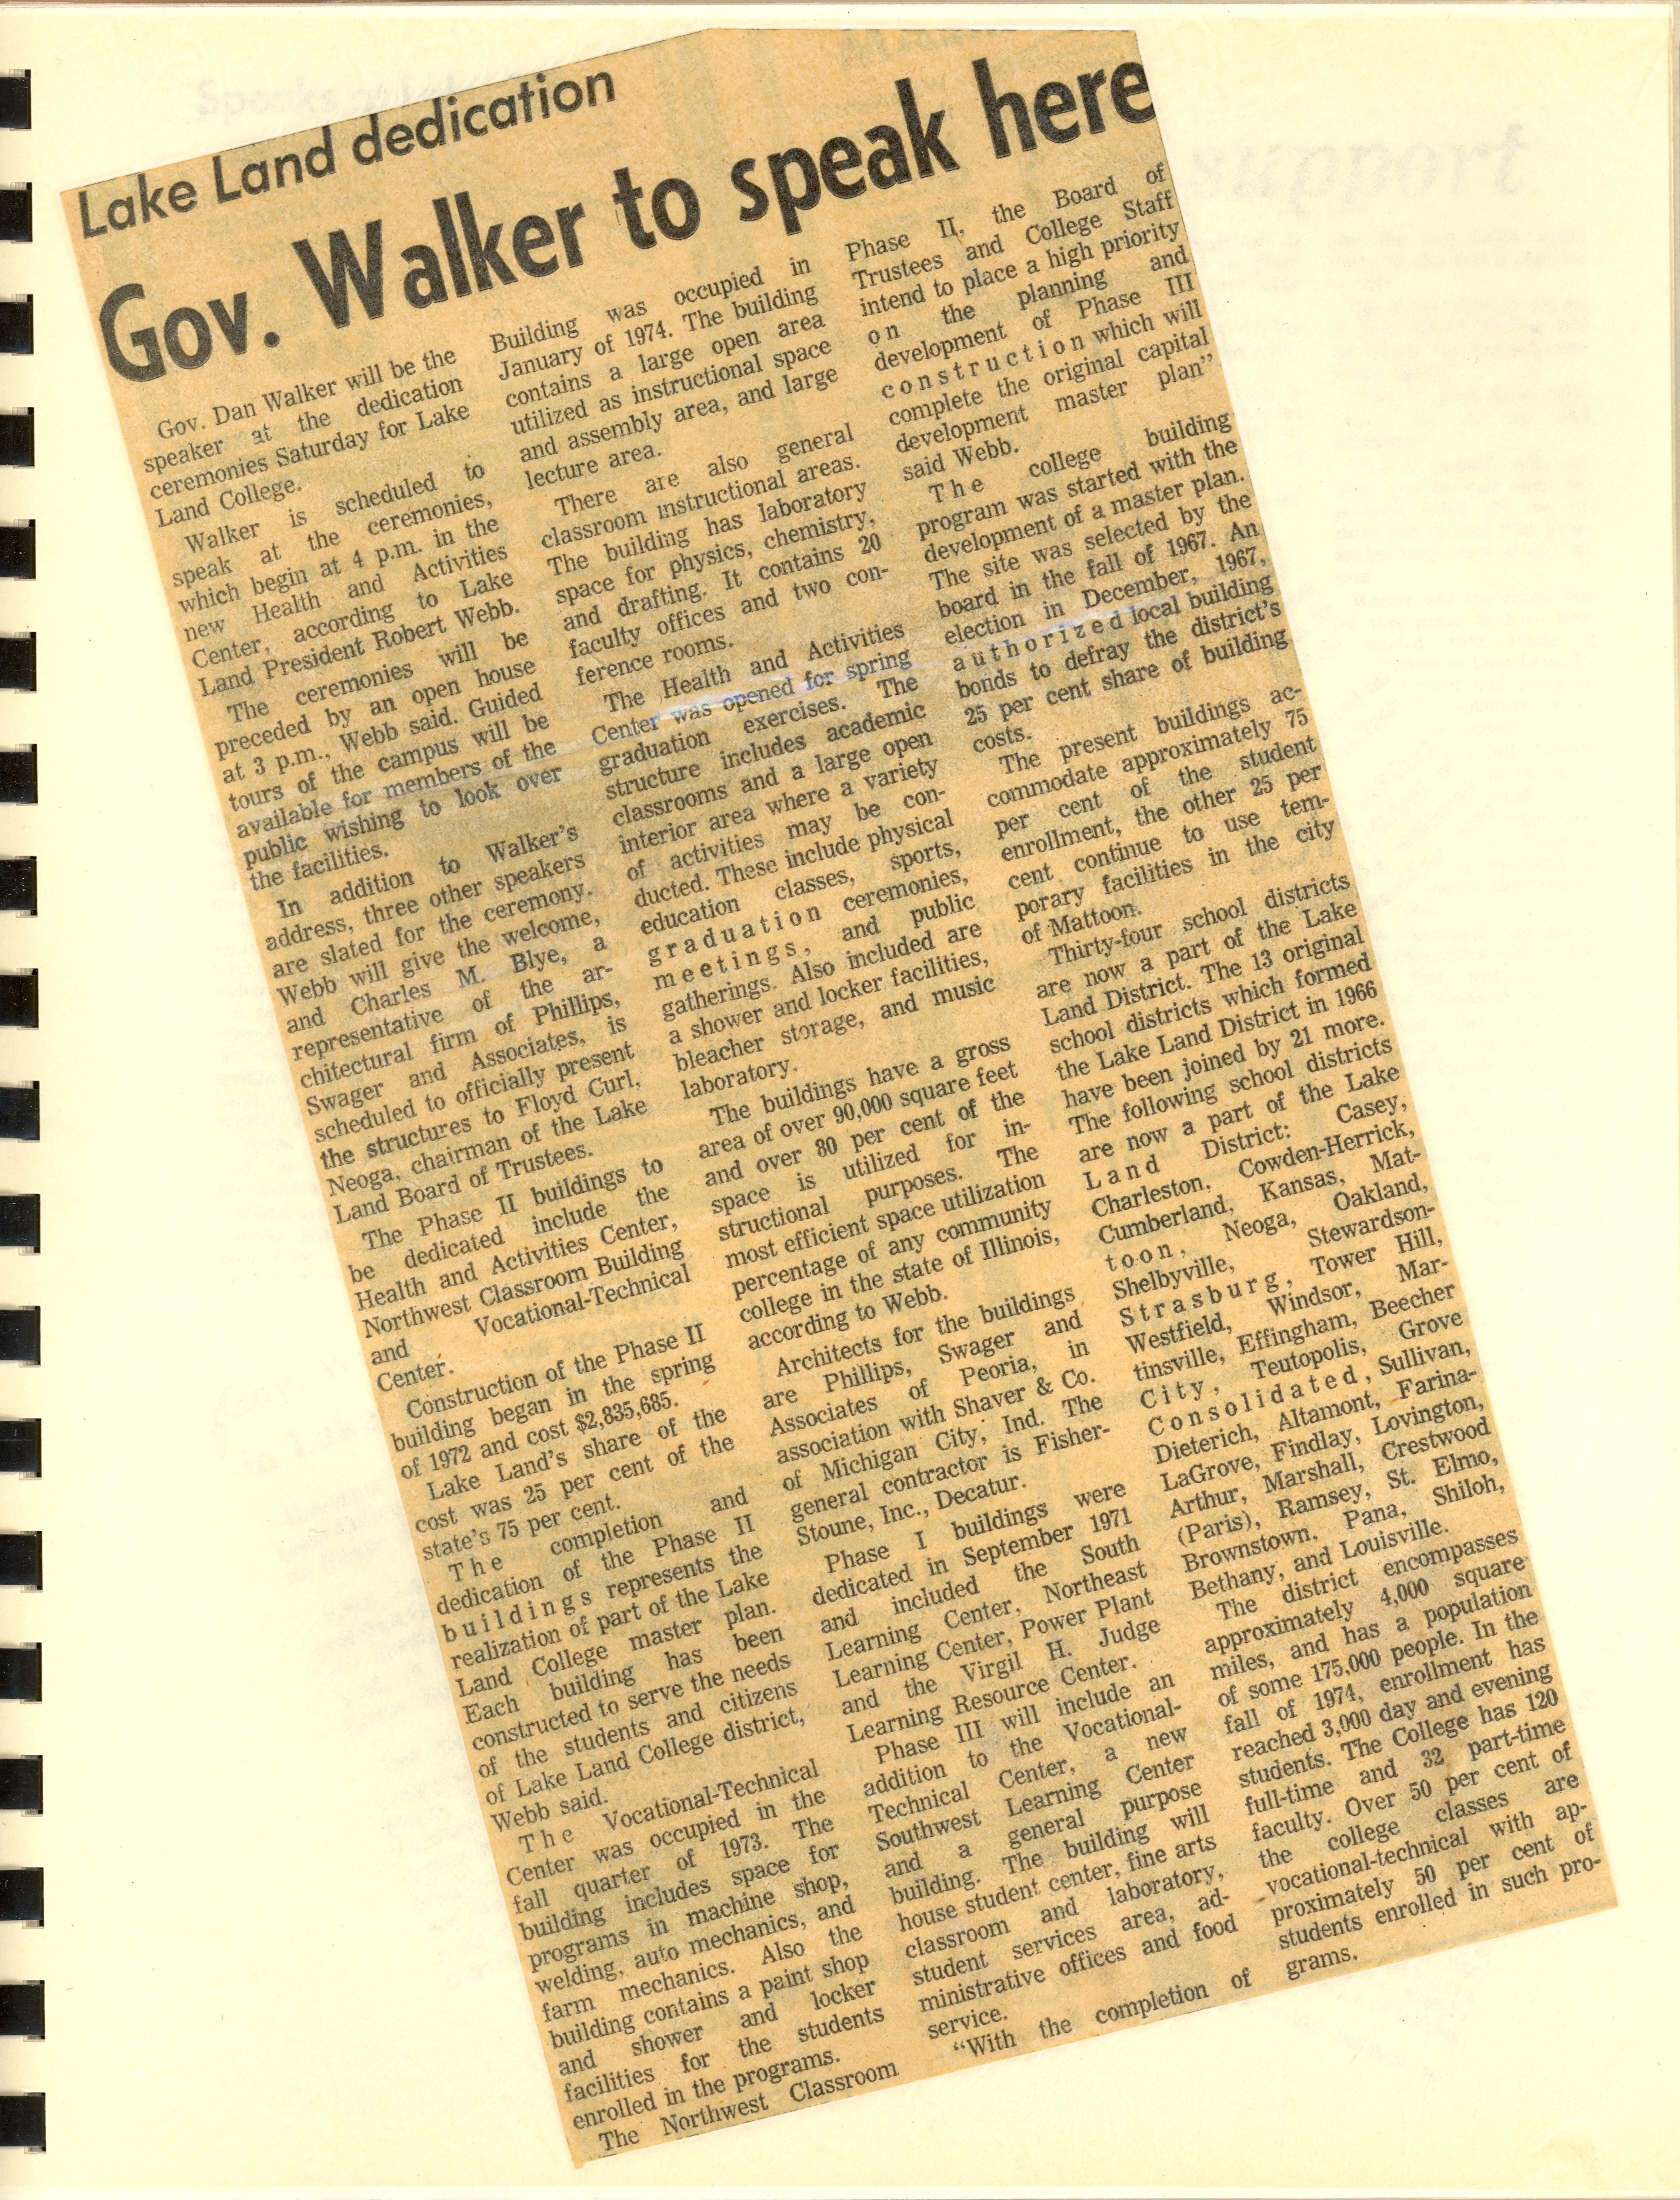 Lake Land dedication
Gov. Walker to speak here
Gov. Dan Walker will be the
speaker at the dedication
ceremonies Saturday for Lake
Land College.
Walker is scheduled to
speak at the ceremonies,
which begin at 4 p.m. in the
new Health and Activities
Center, according to Lake
Land President Robert Webb.
The ceremonies will be
preceded by an open house
at 3 p.m., Webb said. Guided
tours of the campus will be
available for members of the
public wishing to look over
the facilities.
In addition to Walker's
address, three other speakers
are slated for the ceremony.
Webb will give the welcome,
and Charles M. Blye, a
representative of the ar-
chitectural firm of Phillips,
Swager and Associates, is
scheduled to officially present
the structures to Floyd Curl,
Neoga, chairman of the Lake
Land Board of Trustees.
The Phase II buildings to
be dedicated include the
Health and Activities Center,
Northwest Classroom Building
and Vocational-Technical
Center.
Construction of the Phase II
building began in the spring
of 1972 and cost $2,835,685.
Lake Land's share of the
cost was 25 per cent of the
state's 75 per cent.
The completion and
dedication of the Phase II
buildings represents the
realization of part of the Lake
Land College master plan.
Each building has been
constructed to serve the needs
of the students and citizens
of Lake Land College district,
Webb said.
The Vocational-Technical
Center was occupied in the
fall quarter of 1973. The
building includes space for
programs in machine shop,
welding, auto mechanics, and
farm mechanics. Also the
building contains a paint shop
and shower and locker
facilities for the students
enrolled in the programs.
The Northwest Classroom
Building was occupied in
January of 1974. The building
contains a large open area
utilized as instructional space
and assembly area, and large
lecture area.
There are also general
classroom instructional areas.
The building has laboratory
space for physics, chemistry,
and drafting. It contains 20
faculty offices and two con-
ference rooms.
The Health and Activities
Center was opened for spring
graduation exercises. The
structure includes academic
classrooms and a large open
interior area where a variety
of activities may be con-
ducted. These include physical
education classes, sports,
graduation ceremonies,
meetings, and public
gatherings. Also included are
a shower and locker facilities,
bleacher storage, and music
laboratory.
The buildings have a gross
area of over 90,000 square feet
and over 80 per cent of the
space is utilized for in-
structional purposes. The
most efficient space utilization
percentage of any community
college in the state of Illinois,
according to Webb.
Architects for the buildings
are Phillips, Swager and
Associates of Peoria, in
association with Shaver & Co.
of Michigan City, Ind. The
general contractor is Fisher-
Stoune, Inc., Decatur.
Phase I buildings were
dedicated in September 1971
and included the South
Learning Center, Northeast
Learning Center, Power Plant
and the Virgil H. Judge
Learning Resource Center.
Phase III will include an
addition to the Vocational-
Technical Center, a new
Southwest Learning Center
and a general purpose
building. The building will
house student center, fine arts
classroom and laboratory,
student services area, ad-
ministrative offices and food
service.
"With the completion of
Phase II, the Board of
Trustees and College Staff
intend to place a high priority
on the planning and
development of Phase III
construction which will
complete the original capital
development master plan"
said Webb.
The college building
program was started with the
development of a master plan.
The site was selected by the
board in the fall of 1967. An
election in December, 1967,
authorized local building
bonds to defray the district's
25 per cent share of building
costs.
The present buildings ac-
commodate approximately 75
per cent of the student
enrollment, the other 25 per
cent continue to use tem-
porary facilities in the city
of Mattoon.
Thirty-four school districts
are now a part of the Lake
Land District. The 13 original
school districts which formed
the Lake Land District in 1966
have been joined by 21 more.
The following school districts
are now a part of the Lake
Land District: Casey,
Charleston, Cowden-Herrick,
Cumberland, Kansas, Mat-
toon, Neoga, Oakland,
Shelbyville, Stewardson-
Strasburg, Tower Hill,
Westfield, Windsor, Mar-
tinsville, Effingham, Beecher
City, Teutopolis, Grove
Consolidated, Sullivan,
Dieterich, Altamont, Farina-
LaGrove, Findlay, Lovington,
Arthur, Marshall, Crestwood
(Paris), Ramsey, St. Elmo,
Brownstown, Pana, Shiloh,
Bethany, and Louisville.
The district encompasses
approximately 4,000 square
miles, and has a population
of some 175,000 people. In the
fall of 1974, enrollment has
reached 3,000 day and evening
students. The College has 120
full-time and 32 part-time
faculty. Over 50 per cent of
the college classes are
vocational-technical with ap-
proximately 50 per cent of
students enrolled in such pro-
grams.